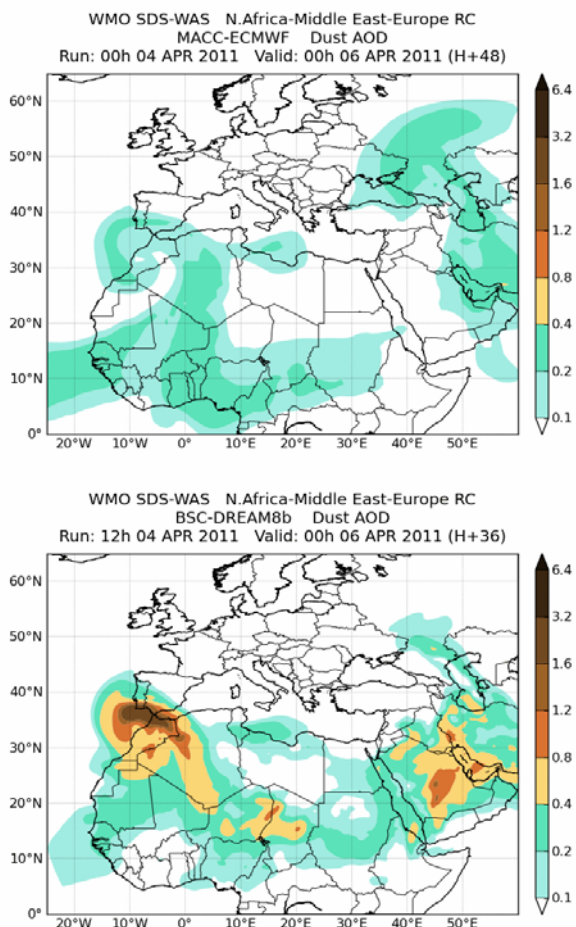 WMO SDS-WAS N.Africa-Middle East-Europe RC
MACC-ECMWF Dust AOD
Run: 00h 04 APR 2011 Valid: 00h 06 APR 2011 (H+48)
60°N
50°N
40°N
30°N
20°N
10°N
0°
20°W 10°W 0° 10°E 20°E 30°E 40°E 50°E
6.4
3.2
1.6
1.2
0.8
0.4
0.2
0.1
WMO SDS-WAS N.Africa-Middle East-Europe RC
BSC-DREAM8b Dust AOD
Run: 12h 04 APR 2011 Valid: 00h 06 APR 2011 (H+36)
60°N
50°N
40°N
30°N
20°N
10°N
0°
20°W 10°W 0° 10°E 20°E 30°E 40°E 50°E
6.4
3.2
1.6
1.2
0.8
0.4
0.2
0.1